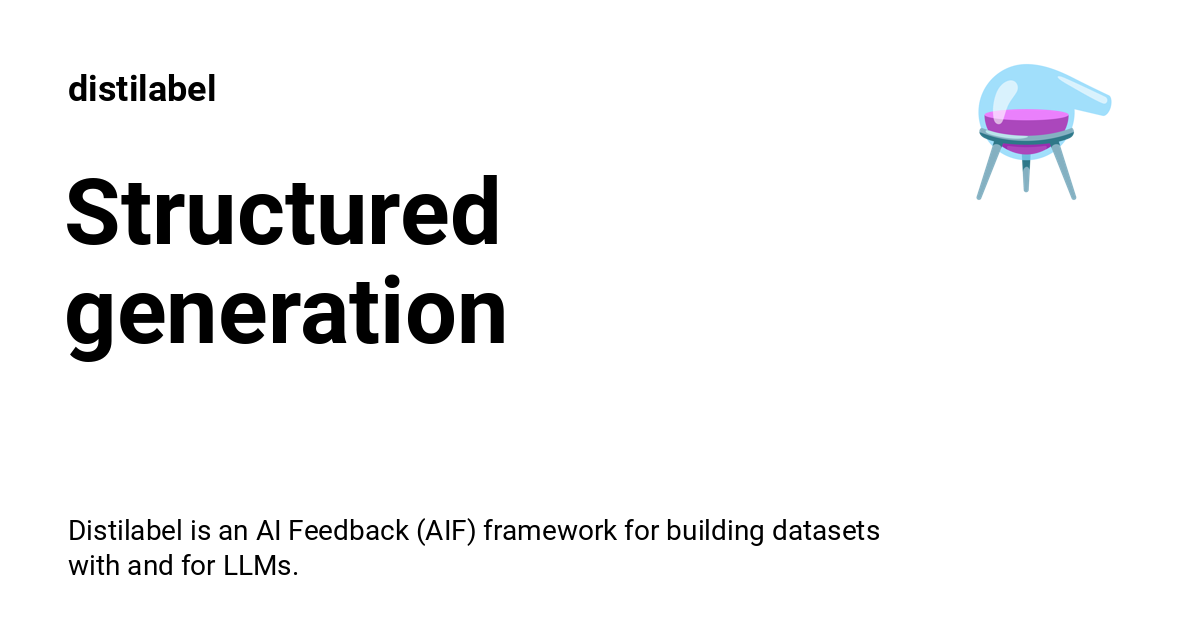 distilabel
Structured
generation
Distilabel is an AI Feedback (AIF) framework for building datasets
with and for LLMs.